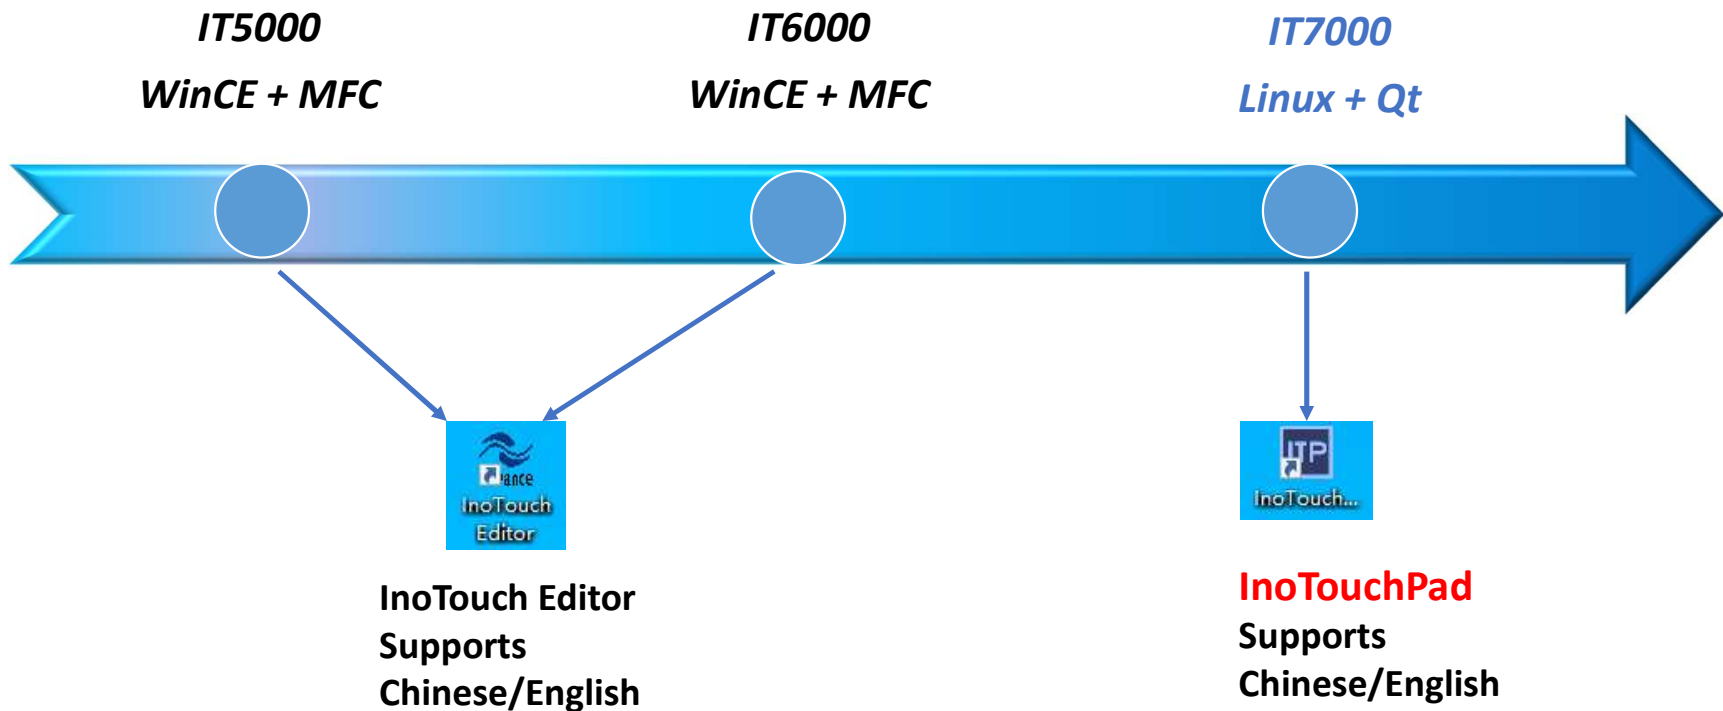 IT5000
WinCE + MFC
IT6000
WinCE + MFC
IT7000
Linux + Qt
ance
InoTouch
Editor
InoTouch Editor
Supports
Chinese/English
ITP
InoTouch...
InoTouchPad
Supports
Chinese/English